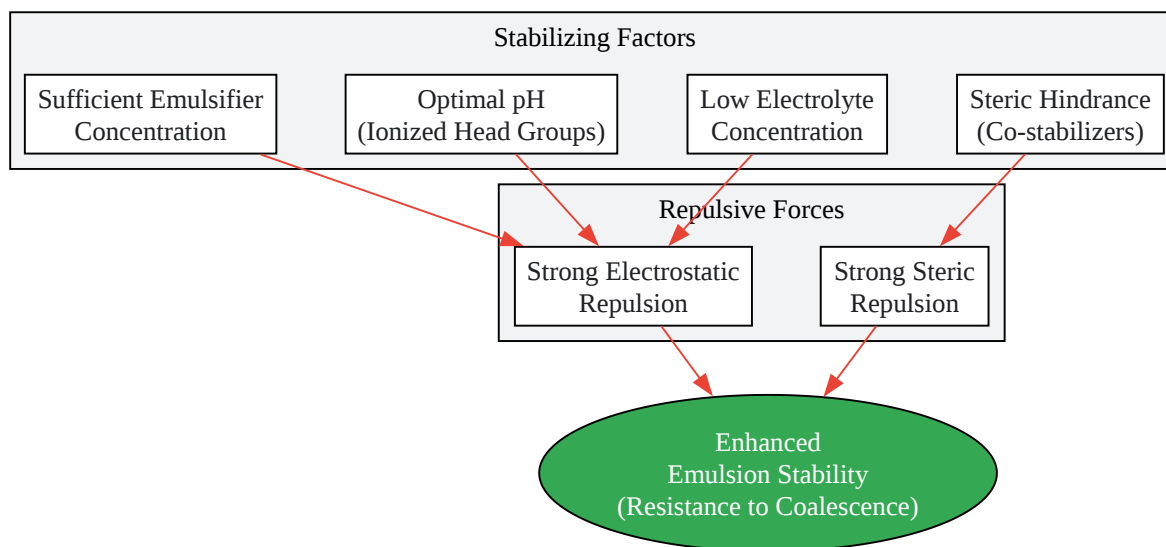 Stabilizing Factors
Sufficient Emulsifier
Concentration
Optimal pH
(Ionized Head Groups)
Low Electrolyte
Concentration
Steric Hindrance
(Co-stabilizers)
Repulsive Forces
Strong Electrostatic
Repulsion
Strong Steric
Repulsion
Enhanced
Emulsion Stability
(Resistance to Coalescence)